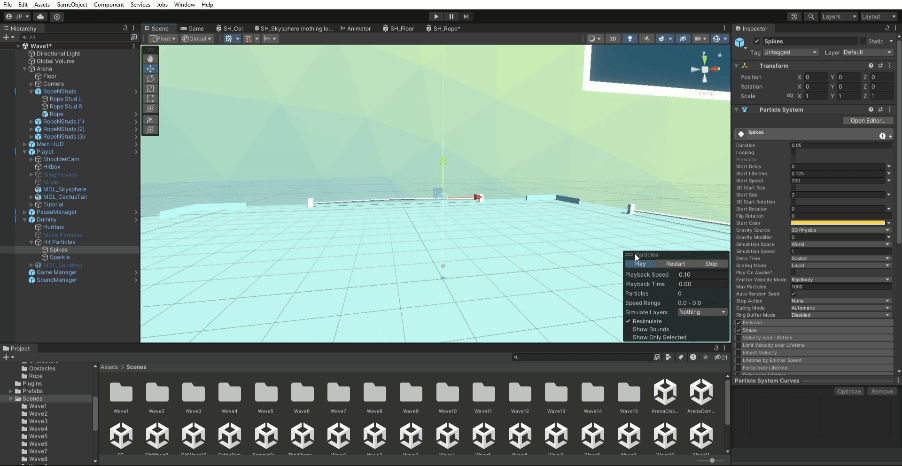 File Edit Assets GameObject Component Services Jobs Window Help
JP
Layers
Layout
Hierarchy
All
Wave1*
Directional Light
Global Volume
Arena
Floor
Corners
RopeNStuds
Rope Stud L
Rope Stud R
Rope
RopeNStuds (1)
RopeNStuds (2)
RopeNStuds (3)
Main HUD
Player
ShoulderCam
Hitbox
MDL_Skysphere
MDL_CactusTall
Tutorial
PauseManager
Dummy
Hurtbox
Hit Particles
Spikes
Sparkle
Game Manager
SoundManager
Scene
Game
SH_Cel
SH_Skysphere (nothing to...
Animator
SH_Floor
SH_Rope*
Pivot
Global
2D
Particles
Play Restart Stop
Playback Speed 0.10
Playback Time 0.00
Particles 0
Speed Range 0.0 - 0.0
Simulate Layers Nothing
Resimulate
Show Bounds
Show Only Selected
Inspector
Spikes
Static
Tag Untagged Layer Default
Transform
Position X 0 Y 0 Z 0
Rotation X 0 Y 0 Z 0
Scale X 1 Y 1 Z 1
Particle System
Open Editor...
Spikes
Duration 0.05
Looping
Prewarm
Start Delay 0
Start Lifetime 0.125
Start Speed 200
3D Start Size
Start Size 2
3D Start Rotation
Start Rotation 0
Flip Rotation 0
Start Color
Gravity Source 3D Physics
Gravity Modifier 0
Simulation Space World
Simulation Speed 1
Delta Time Scaled
Scaling Mode Local
Play On Awake*
Emitter Velocity Mode Rigidbody
Max Particles 1000
Auto Random Seed
Stop Action None
Culling Mode Automatic
Ring Buffer Mode Disabled
Emission
Shape
Velocity over Lifetime
Limit Velocity over Lifetime
Inherit Velocity
Lifetime by Emitter Speed
Force over Lifetime
Particle System Curves
Optimize Remove
Project
Obstacles
Rope
Plugins
Prefabs
Scenes
Wave1
Wave2
Wave3
Wave4
Wave5
Wave6
Wave7
Wave8
Assets > Scenes
21
Wave1 Wave2 Wave3 Wave4 Wave5 Wave6 Wave7 Wave8 Wave9 Wave10 Wave11 Wave12 Wave13 Wave14 Wave15 ArenaClos... ArenaCorr...